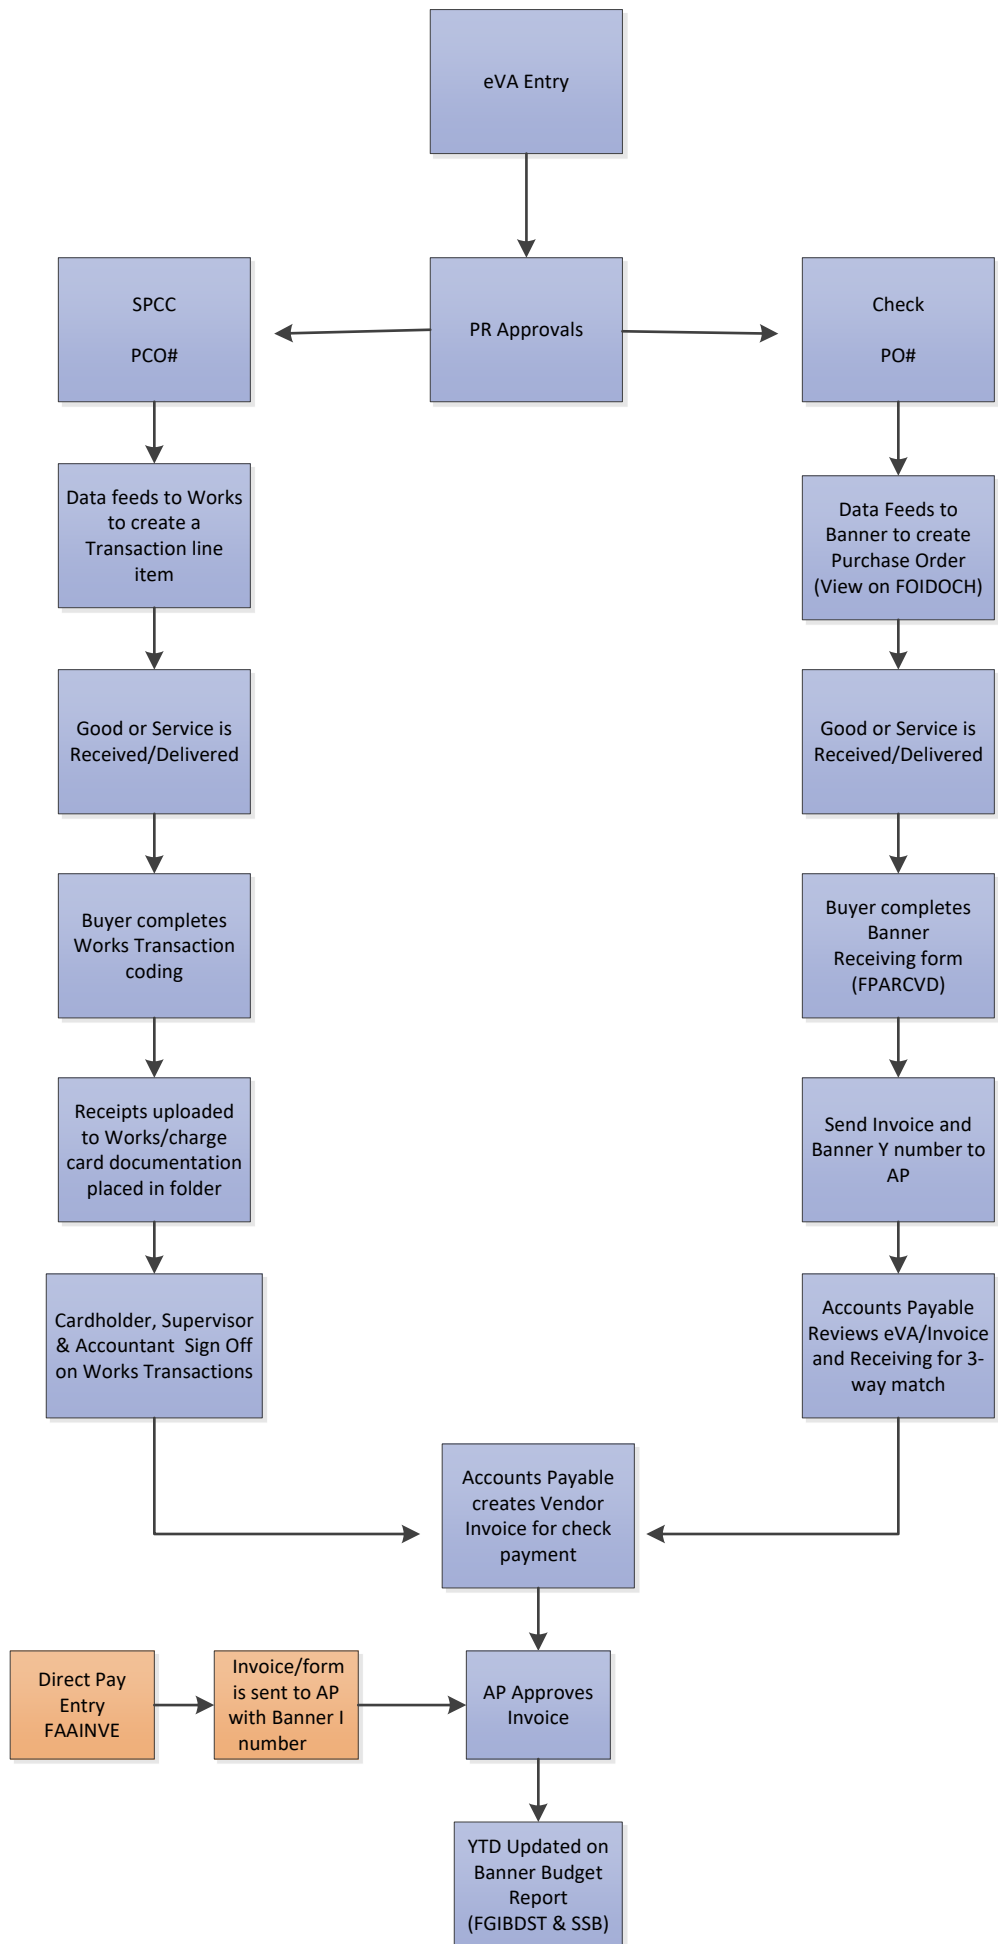 eVA Entry
SPCC
PCO#
PR Approvals
Check
PO#
Data feeds to Works
to create a
Transaction line
item
Data Feeds to
Banner to create
Purchase Order
(View on FOIDOCH)
Good or Service is
Received/Delivered
Good or Service is
Received/Delivered
Buyer completes
Works Transaction
coding
Buyer completes
Banner
Receiving form
(FPARCVD)
Receipts uploaded
to Works/charge
card documentation
placed in folder
Send Invoice and
Banner Y number to
AP
Cardholder, Supervisor
& Accountant  Sign Off
on Works Transactions
Accounts Payable
Reviews eVA/Invoice
and Receiving for 3-
way match
Accounts Payable
creates Vendor
Invoice for check
payment
Direct Pay
Entry
FAAINVE
Invoice/form
is sent to AP
with Banner I
number
AP Approves
Invoice
YTD Updated on
Banner Budget
Report
(FGIBDST & SSB)